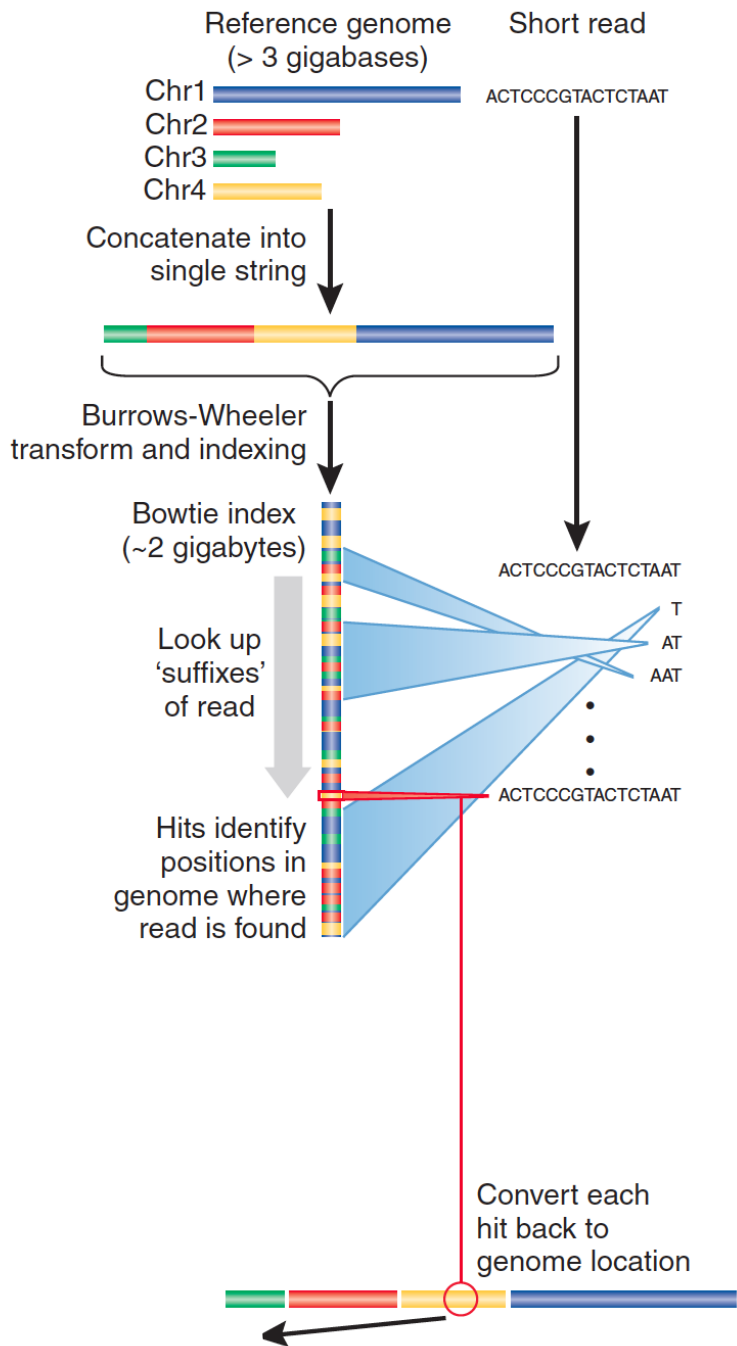 Reference genome
(> 3 gigabases)
Short read
Chr1
ACTCCCGTACTCTAAT
Chr2
Chr3
Chr4
Concatenate into
single string
Burrows-Wheeler
transform and indexing
Bowtie index
(~2 gigabytes)
ACTCCCGTACTCTAAT
T
Look up
'suffixes'
of read
AT
AAT
ACTCCCGTACTCTAAT
Hits identify
positions in
genome where
read is found
Convert each
hit back to
genome location